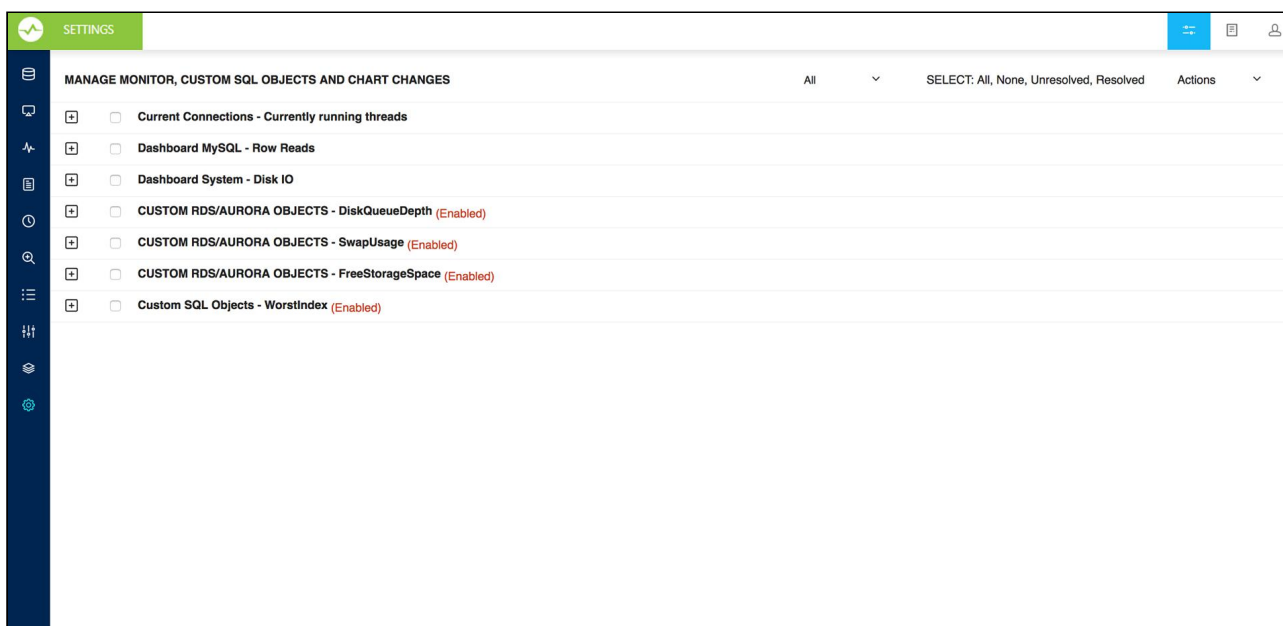 SETTINGS
MANAGE MONITOR, CUSTOM SQL OBJECTS AND CHART CHANGES All SELECT: All, None, Unresolved, Resolved Actions
Current Connections - Currently running threads
Dashboard MySQL - Row Reads
Dashboard System - Disk IO
CUSTOM RDS/AURORA OBJECTS - DiskQueueDepth (Enabled)
CUSTOM RDS/AURORA OBJECTS - SwapUsage (Enabled)
CUSTOM RDS/AURORA OBJECTS - FreeStorageSpace (Enabled)
Custom SQL Objects - WorstIndex (Enabled)